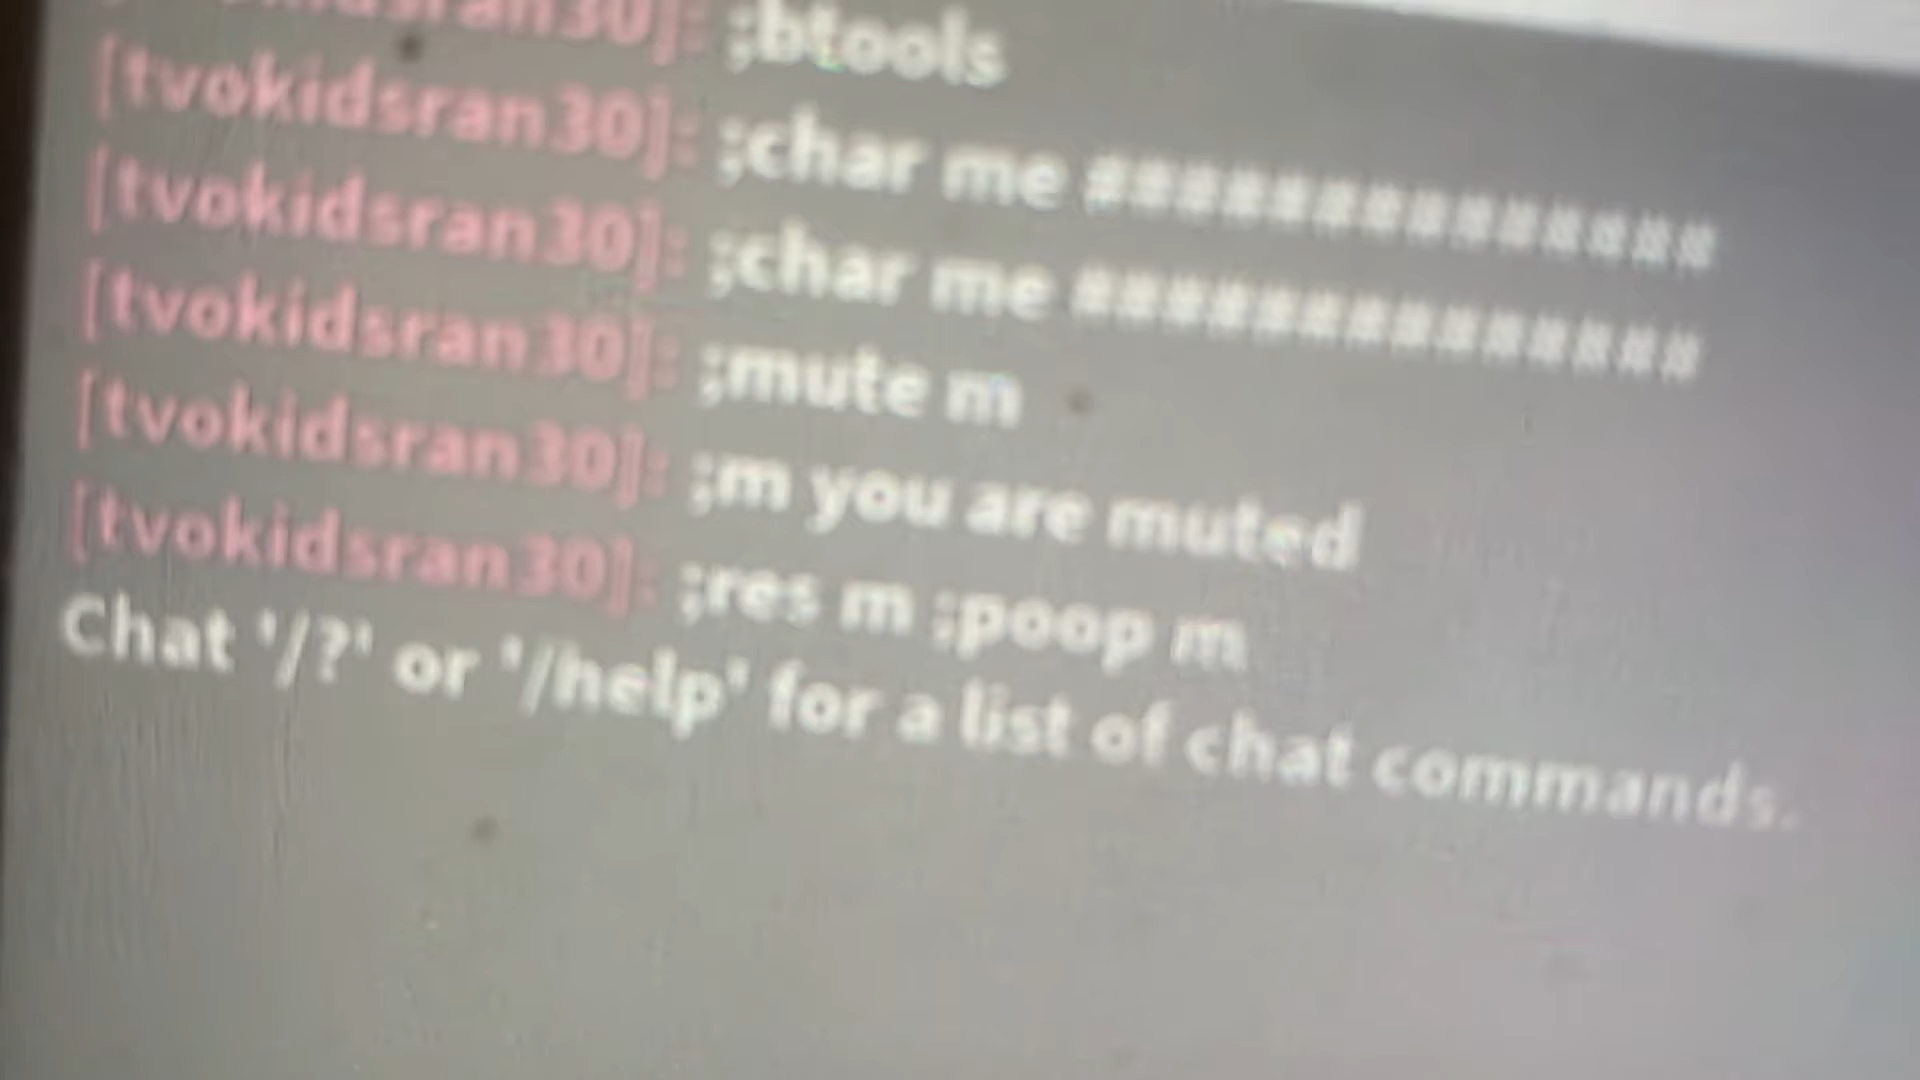 [tvokidsran30]: ;btools
[tvokidsran30]: ;char me ###############
[tvokidsran30]: ;char me ###############
[tvokidsran30]: ;mute m
[tvokidsran30]: ;m you are muted
[tvokidsran30]: ;res m ;poop m
Chat '/?' or '/help' for a list of chat commands.